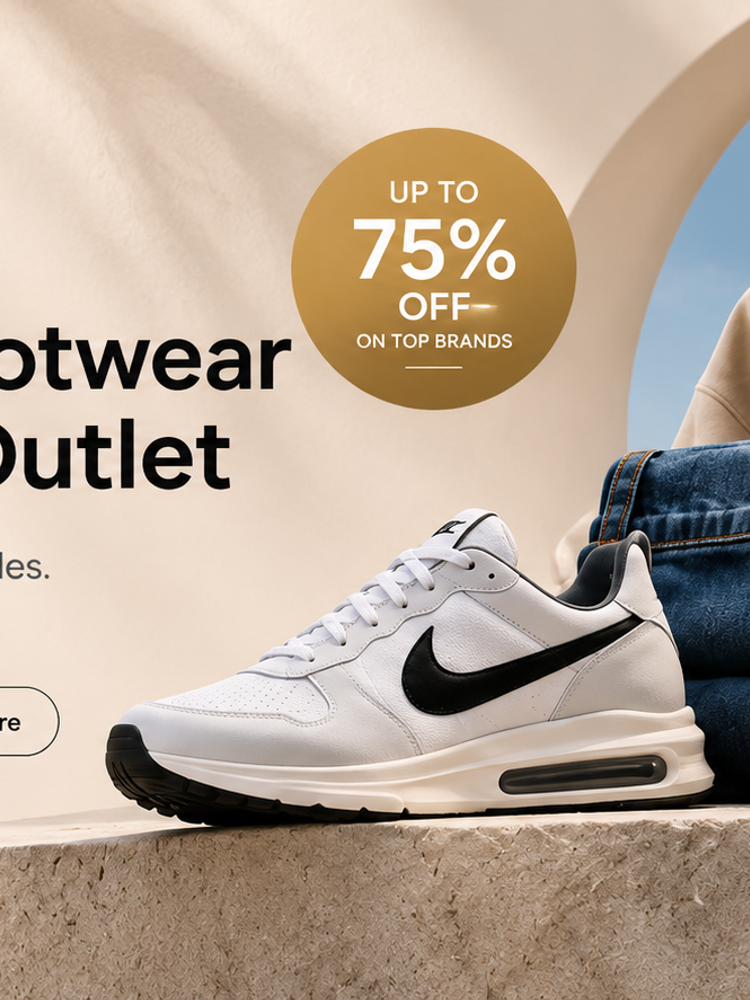 UP TO
75%
OFF
ON TOP BRANDS
otwear
Outlet
les.
re